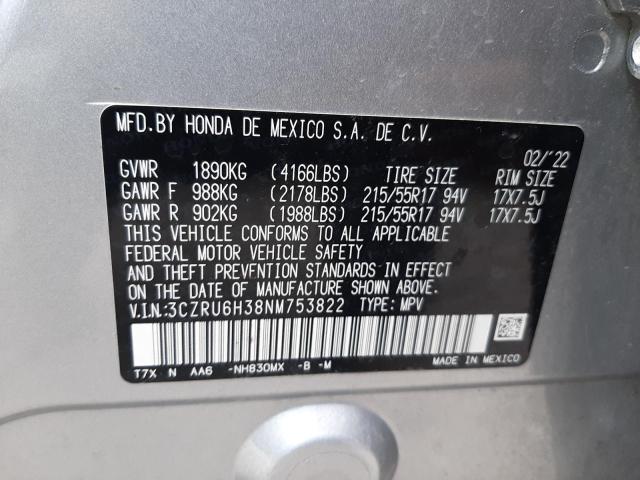 MFD.BY HONDA DE MEXICO S.A. DE C.V.
02/'22
GVWR 1890KG (4166LBS) TIRE SIZE RIM SIZE
GAWR F 988KG (2178LBS) 215/55R17 94V 17X7.5J
GAWR R 902KG (1988LBS) 215/55R17 94V 17X7.5J
THIS VEHICLE CONFORMS TO ALL APPLICABLE
FEDERAL MOTOR VEHICLE SAFETY
AND THEFT PREVENTION STANDARDS IN EFFECT
ON THE DATE OF MANUFACTURE SHOWN ABOVE.
V.I.N.:3CZRU6H38NM753822 TYPE: MPV
MADE IN MEXICO
T7X N AA6 -NH830MX -B -M